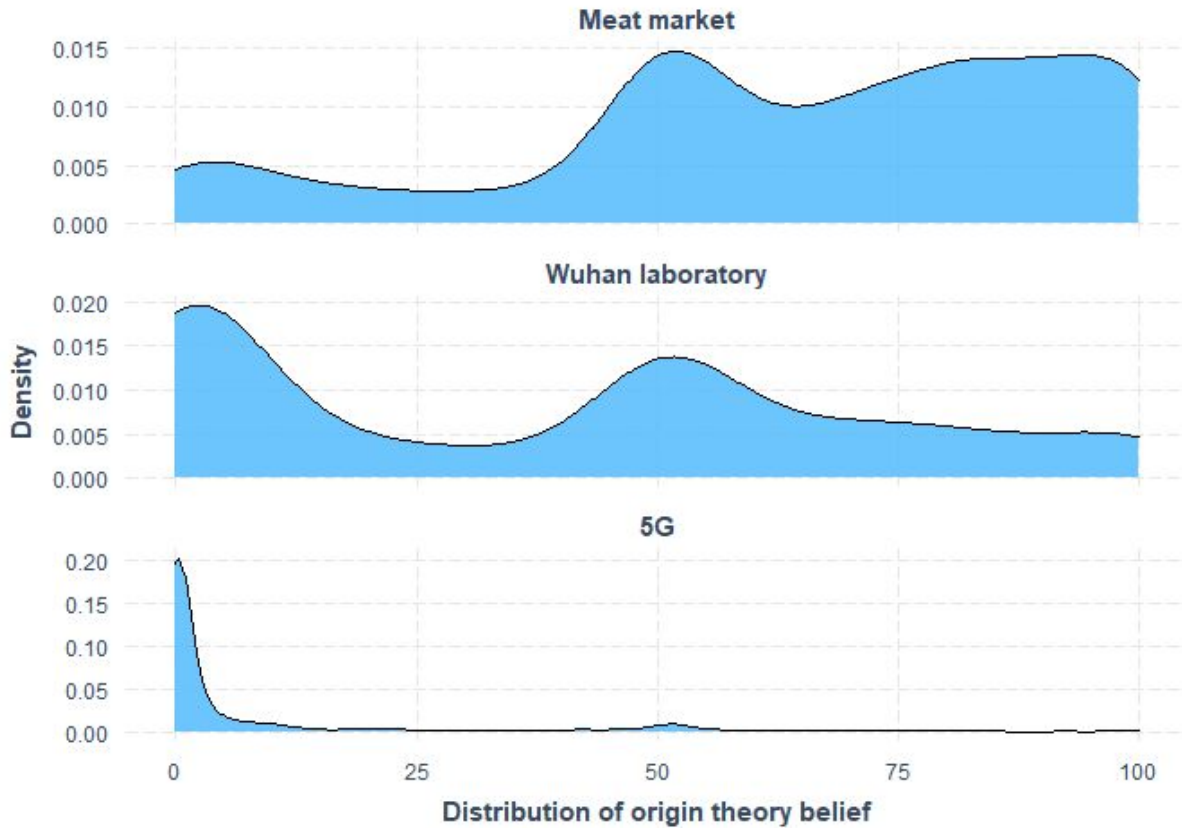 Meat market
0.015
0.010
0.005
0.000
Wuhan laboratory
0.020
0.015
0.010
0.005
0.000
Density
5G
0.20
0.15
0.10
0.05
0.00
0 25 50 75 100
Distribution of origin theory belief